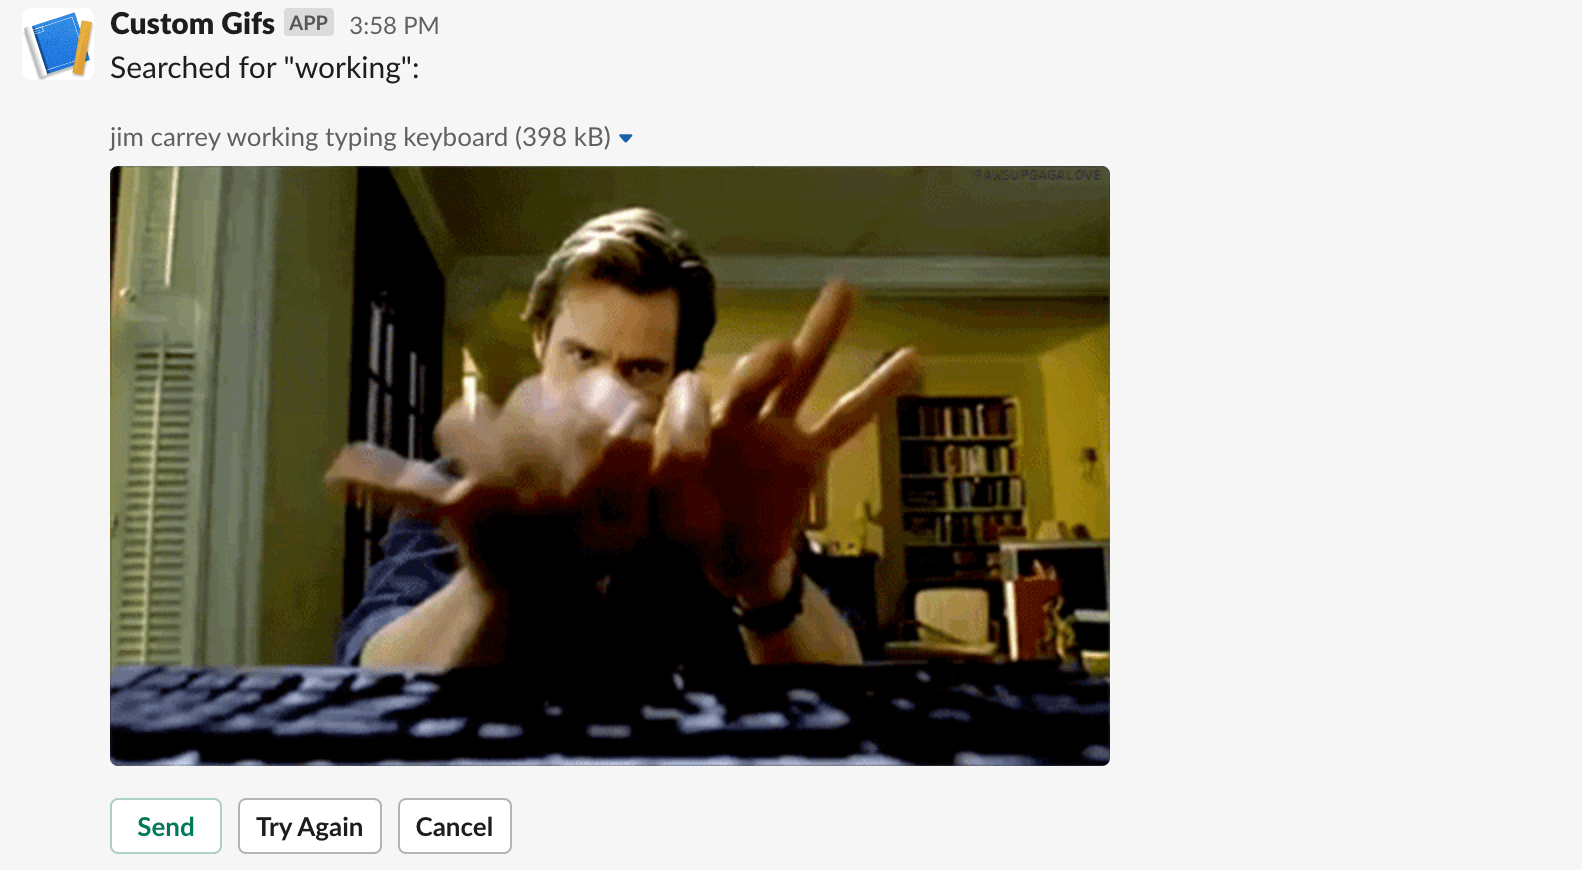 Custom Gifs APP 3:58 PM
Searched for "working":
jim carrey working typing keyboard (398 kB)
PAWSUPGAGALOVE
Send Try Again Cancel